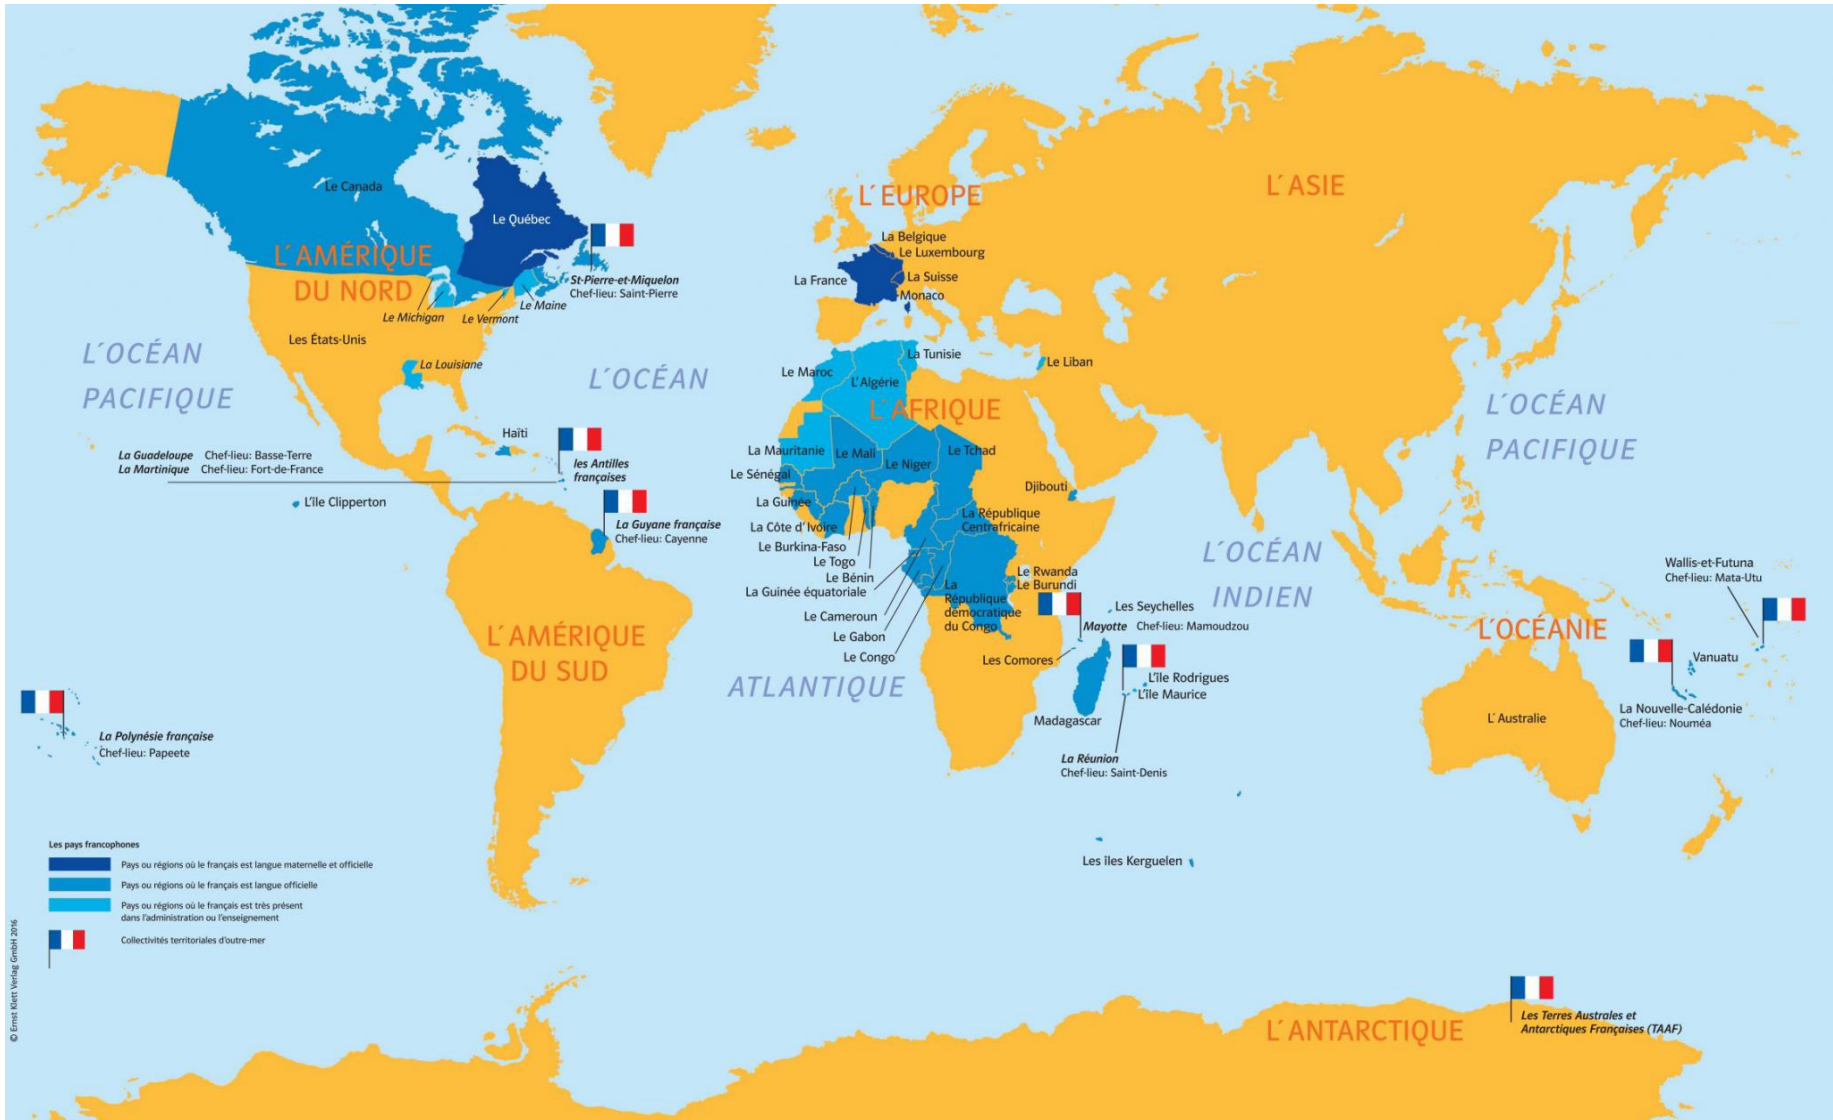 L'EUROPE
L'ASIE
Le Canada
Le Québec
La Belgique
Le Luxembourg
L'AMÉRIQUE
DU NORD
La France
La Suisse
Monaco
St-Pierre-et-Miquelon
Chef-lieu: Saint-Pierre
Le Maine
Le Michigan
Le Vermont
Les États-Unis
La Louisiane
L'OCÉAN
PACIFIQUE
L'OCÉAN
Le Maroc
La Tunisie
L'Algérie
Le Liban
L'AFRIQUE
L'OCÉAN
PACIFIQUE
Haïti
La Guadeloupe Chef-lieu: Basse-Terre
La Martinique Chef-lieu: Fort-de-France
les Antilles
françaises
L'île Clipperton
La Guyane française
Chef-lieu: Cayenne
La Mauritanie
Le Mali
Le Niger
Le Tchad
Le Sénégal
Djibouti
La Guinée
La Côte d'Ivoire
La République
Centrafricaine
Le Burkina-Faso
Le Togo
Le Bénin
La Guinée équatoriale
Le Cameroun
Le Gabon
Le Congo
Le Rwanda
Le Burundi
La
République
démocratique
du Congo
L'OCÉAN
INDIEN
Les Seychelles
Mayotte Chef-lieu: Mamoudzou
Les Comores
L'île Rodrigues
L'île Maurice
Madagascar
La Réunion
Chef-lieu: Saint-Denis
Wallis-et-Futuna
Chef-lieu: Mata-Utu
L'OCÉANIE
Vanuatu
La Nouvelle-Calédonie
Chef-lieu: Nouméa
L'Australie
L'AMÉRIQUE
DU SUD
ATLANTIQUE
La Polynésie française
Chef-lieu: Papeete
Les îles Kerguelen
Les pays francophones
Pays ou régions où le français est langue maternelle et officielle
Pays ou régions où le français est langue officielle
Pays ou régions où le français est très présent
dans l'administration ou l'enseignement
Collectivités territoriales d'outre-mer
L'ANTARCTIQUE
Les Terres Australes et
Antarctiques Françaises (TAAF)
© Ernst Klett Verlag GmbH 2016